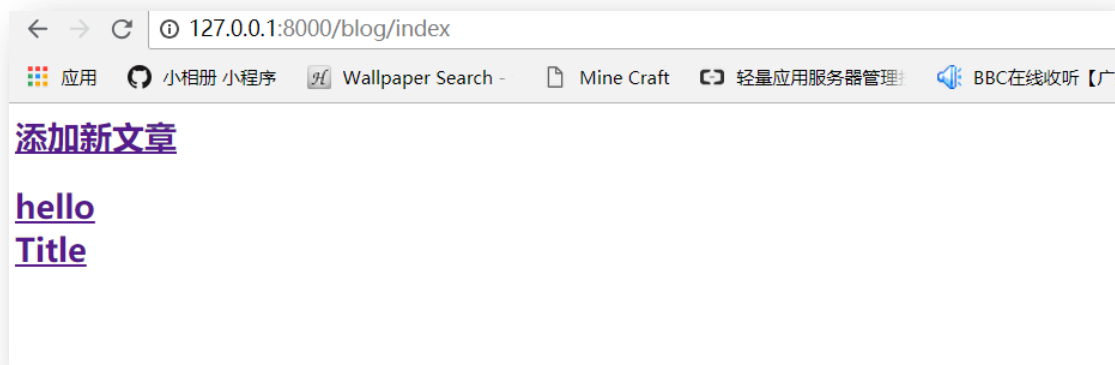 127.0.0.1:8000/blog/index
应用 小相册 小程序 Wallpaper Search - Mine Craft 轻量应用服务器管理 BBC在线收听【广
添加新文章
hello
Title